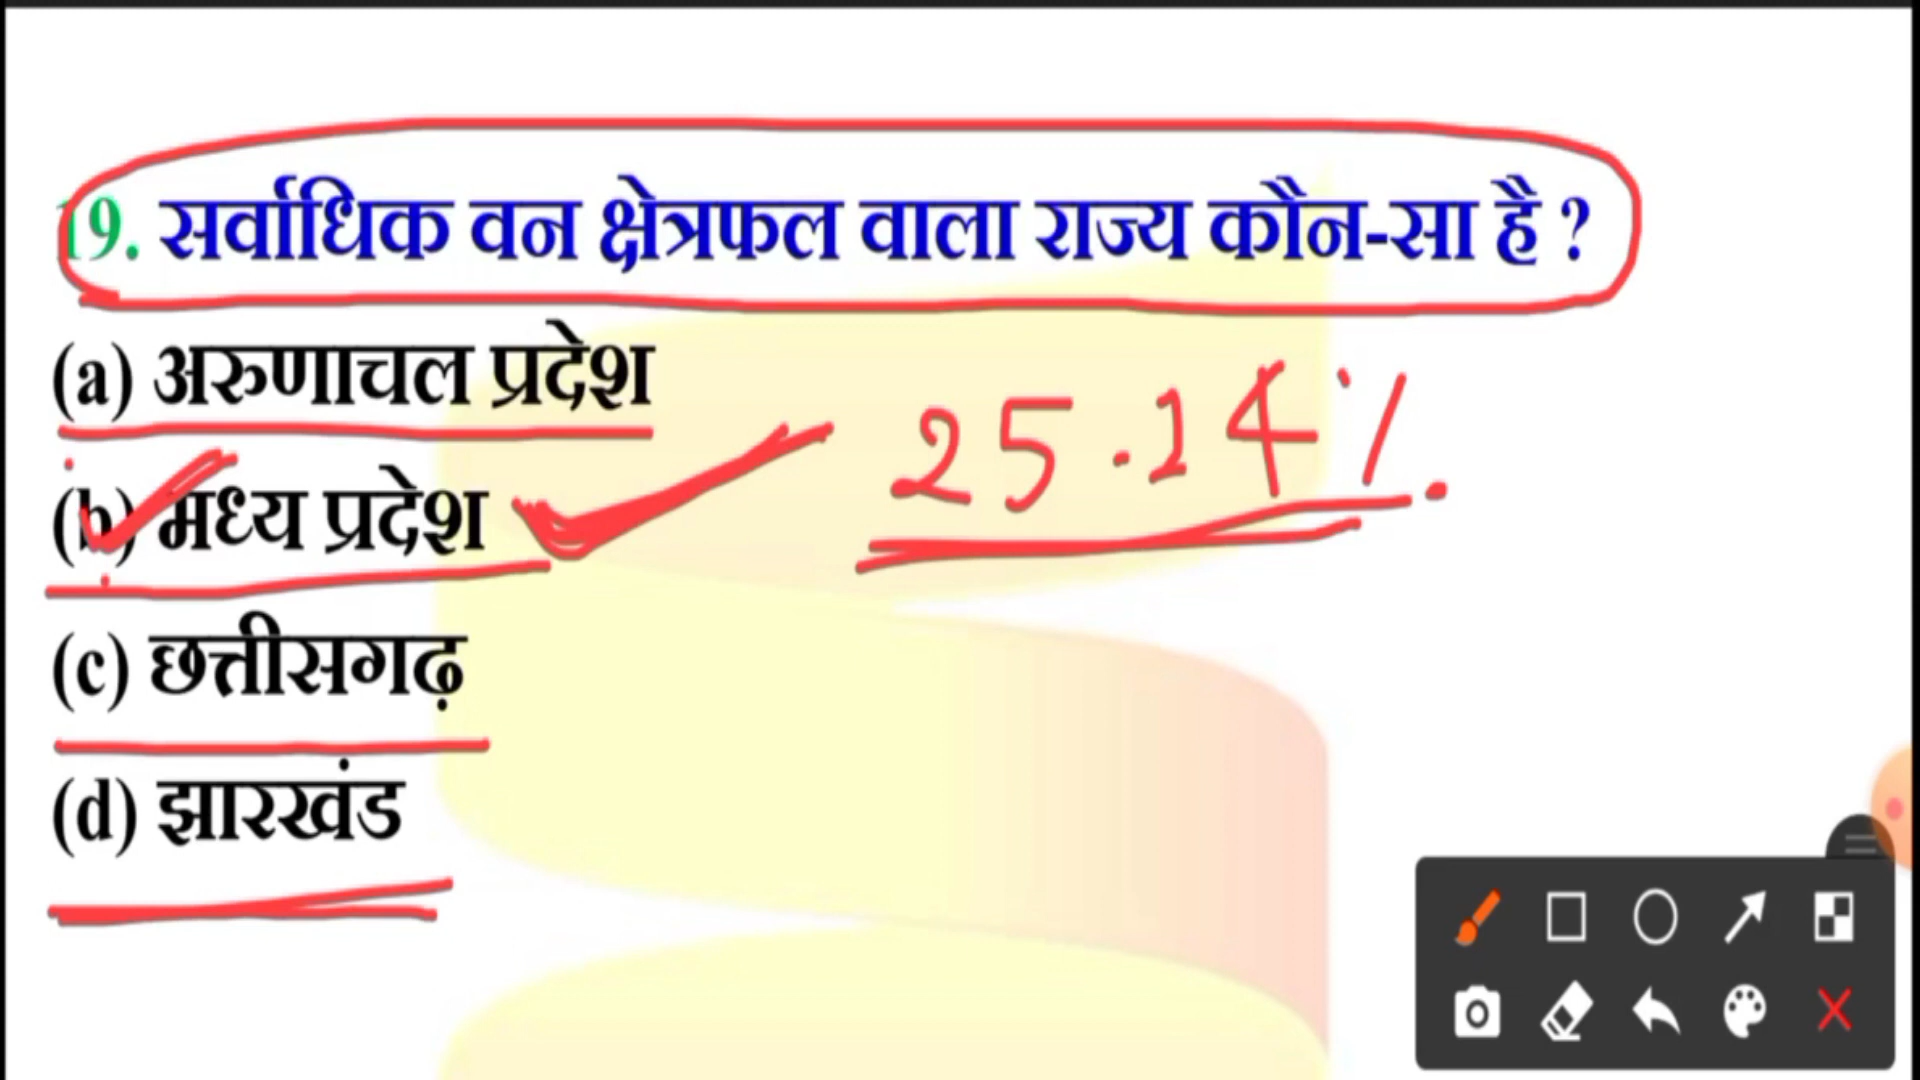 19. सर्वाधिक वन क्षेत्रफल वाला राज्य कौन-सा है ?
(a) अरुणाचल प्रदेश
25.14%.
(b) मध्य प्रदेश
(c) छत्तीसगढ़
(d) झारखंड